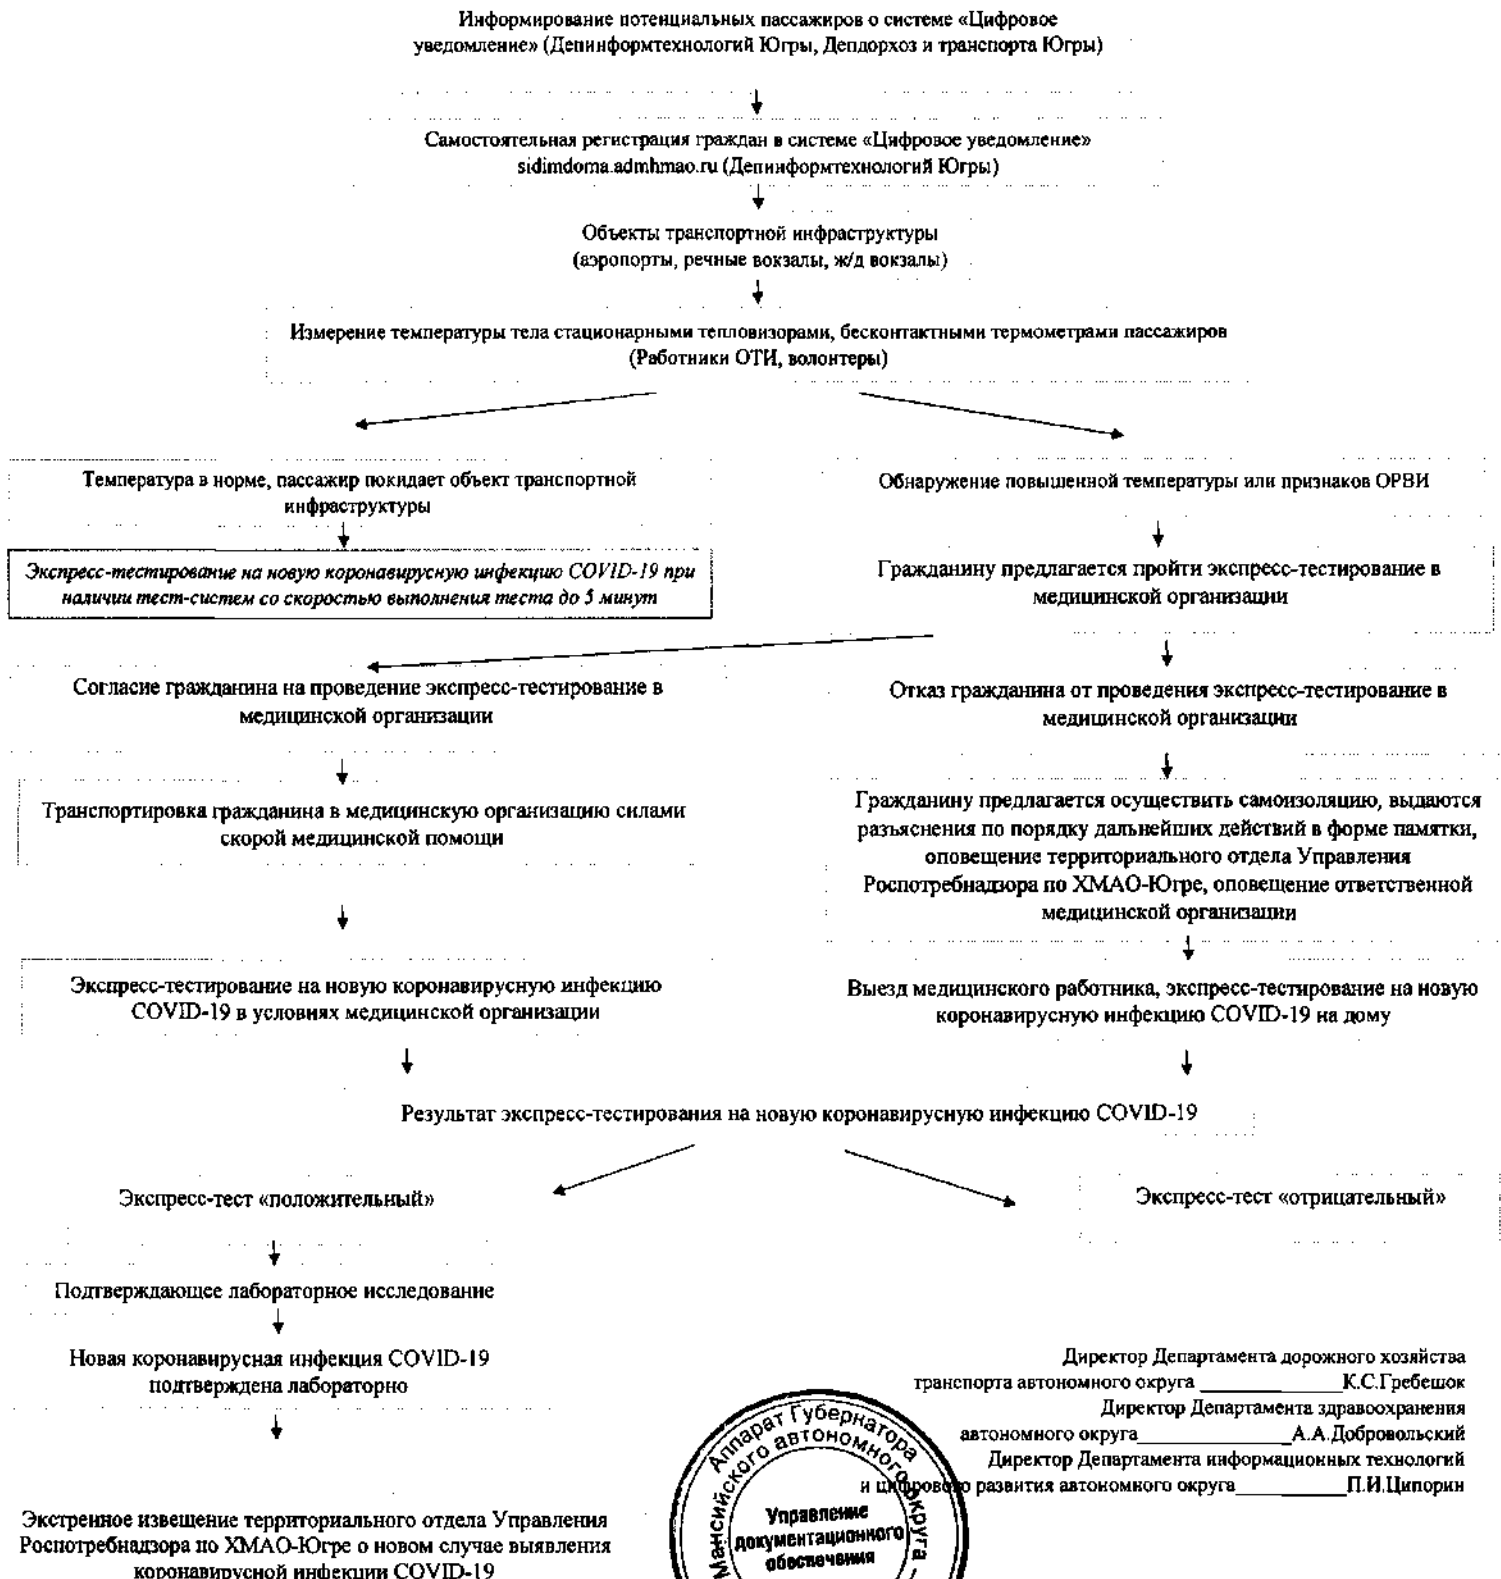 Информирование потенциальных пассажиров о системе «Цифровое
уведомление» (Депинформтехнологий Югры, Депдорхоз и транспорта Югры)
Самостоятельная регистрация граждан в системе «Цифровое уведомление»
sidimdoma.admhmao.ru (Депинформтехнологий Югры)
Объекты транспортной инфраструктуры
(аэропорты, речные вокзалы, ж/д вокзалы)
Измерение температуры тела стационарными тепловизорами, бесконтактными термометрами пассажиров
(Работники ОТИ, волонтеры)
Температура в норме, пассажир покидает объект транспортной
инфраструктуры
Обнаружение повышенной температуры или признаков ОРВИ
Экспресс-тестирование на новую коронавирусную инфекцию COVID-19 при
наличии тест-систем со скоростью выполнения теста до 5 минут
Гражданину предлагается пройти экспресс-тестирование в
медицинской организации
Согласие гражданина на проведение экспресс-тестирование в
медицинской организации
Отказ гражданина от проведения экспресс-тестирование в
медицинской организации
Транспортировка гражданина в медицинскую организацию силами
скорой медицинской помощи
Гражданину предлагается осуществить самоизоляцию, выдаются
разъяснения по порядку дальнейших действий в форме памятки,
оповещение территориального отдела Управления
Роспотребнадзора по ХМАО-Югре, оповещение ответственной
медицинской организации
Экспресс-тестирование на новую коронавирусную инфекцию
COVID-19 в условиях медицинской организации
Выезд медицинского работника, экспресс-тестирование на новую
коронавирусную инфекцию COVID-19 на дому
Результат экспресс-тестирования на новую коронавирусную инфекцию COVID-19
Экспресс-тест «положительный»
Экспресс-тест «отрицательный»
Подтверждающее лабораторное исследование
Новая коронавирусная инфекция COVID-19
подтверждена лабораторно
Директор Департамента дорожного хозяйства
транспорта автономного округа ____________К.С.Гребешок
Директор Департамента здравоохранения
автономного округа_____________А.А.Добровольский
Директор Департамента информационных технологий
и цифрового развития автономного округа__________П.И.Ципорин
Аппарат Губернатора
Мансийского автономного округа –
Управление
документационного
обеспечения
Экстренное извещение территориального отдела Управления
Роспотребнадзора по ХМАО-Югре о новом случае выявления
коронавирусной инфекции COVID-19